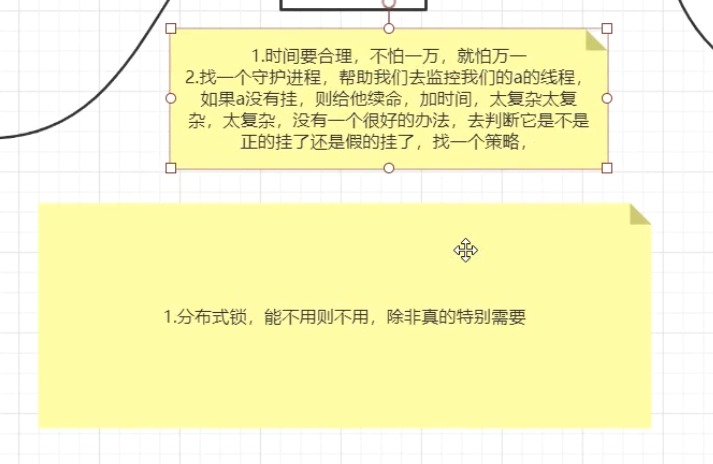 1.时间要合理，不怕一万，就怕万一
2.找一个守护进程，帮助我们去监控我们的a的线程，
如果a没有挂，则给他续命，加时间，太复杂太复
杂，太复杂，没有一个很好的办法，去判断它是不是
正的挂了还是假的挂了，找一个策略，
1.分布式锁，能不用则不用，除非真的特别需要